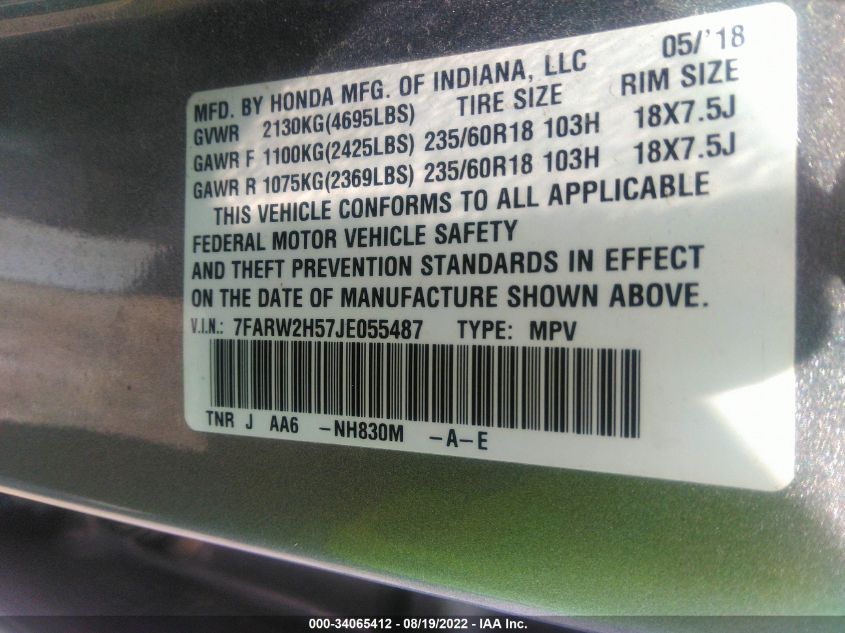 MFD. BY HONDA MFG. OF INDIANA, LLC 05/'18
GVWR 2130KG(4695LBS) TIRE SIZE RIM SIZE
GAWR F 1100KG(2425LBS) 235/60R18 103H 18X7.5J
GAWR R 1075KG(2369LBS) 235/60R18 103H 18X7.5J
THIS VEHICLE CONFORMS TO ALL APPLICABLE
FEDERAL MOTOR VEHICLE SAFETY
AND THEFT PREVENTION STANDARDS IN EFFECT
ON THE DATE OF MANUFACTURE SHOWN ABOVE.
V.I.N.: 7FARW2H57JE055487 TYPE: MPV
TNR J AA6 -NH830M -A-E
000-34065412 - 08/19/2022 - IAA Inc.